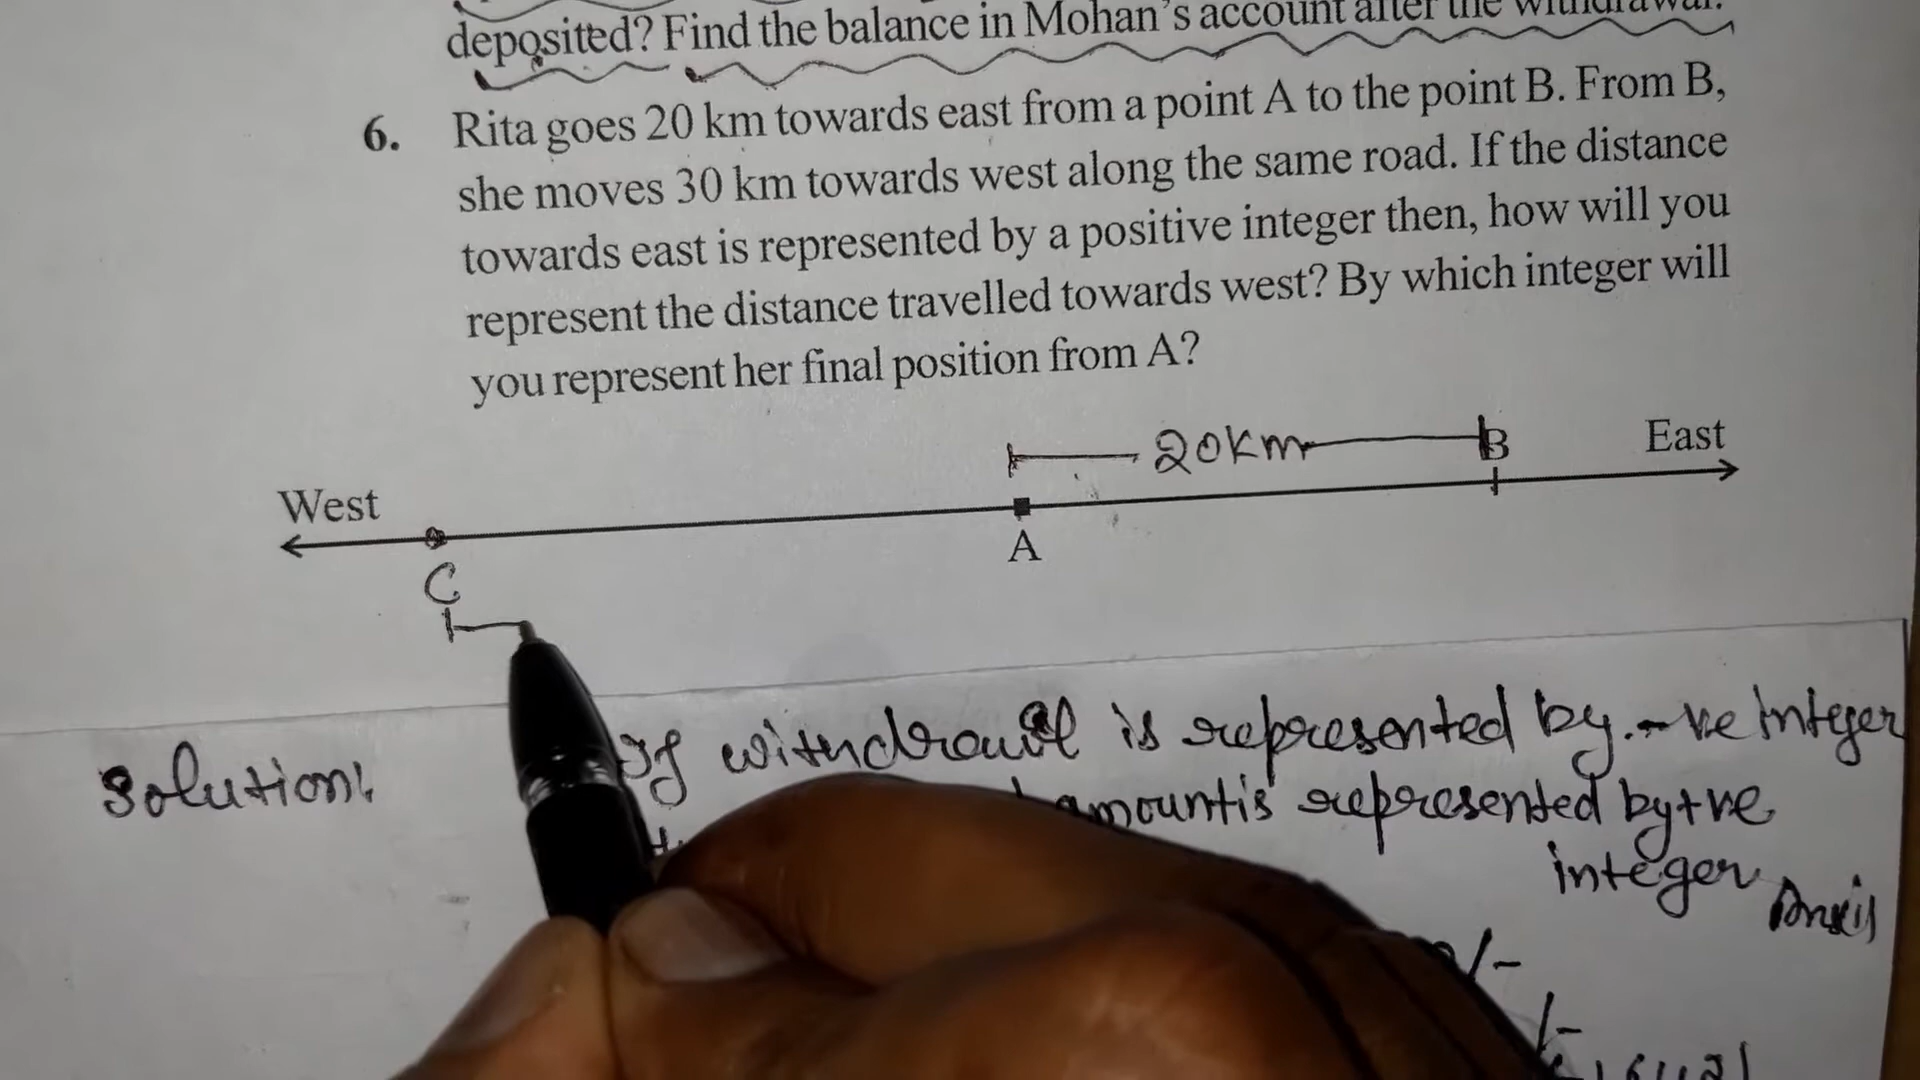 deposited? Find the balance in Mohan's account after the withdrawal.
6. Rita goes 20 km towards east from a point A to the point B. From B,
she moves 30 km towards west along the same road. If the distance
towards east is represented by a positive integer then, how will you
represent the distance travelled towards west? By which integer will
you represent her final position from A?
20km B East
West
A
C
Solution: If withdrawal is represented by -ve integer
amount is represented by +ve
integer